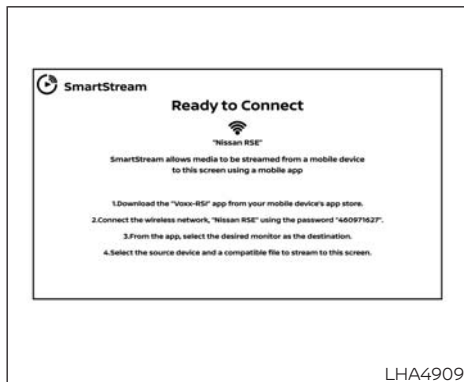 SmartStream
Ready to Connect
"Nissan RSE"
SmartStream allows media to be streamed from a mobile device
to this screen using a mobile app
1.Download the "Voxx-RSI" app from your mobile device's app store.
2.Connect the wireless network, "Nissan RSE" using the password "460971627".
3.From the app, select the desired monitor as the destination.
4.Select the source device and a compatible file to stream to this screen.
LHA4909